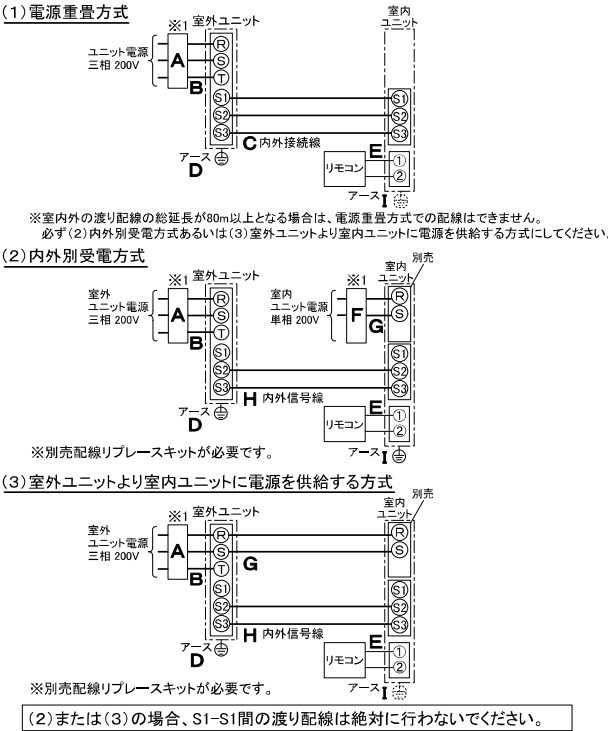 (1)電源重畳方式
※1 室外ユニット
室内
ユニット
ユニット電源
三相 200V
A
B
R
S
T
S1
S2
S3
S1
S2
S3
C 内外接続線
アース
D
リモコン
E
①
②
アース I
※室内外の渡り配線の総延長が80m以上となる場合は、電源重畳方式での配線はできません。
必ず(2)内外別受電方式あるいは(3)室外ユニットより室内ユニットに電源を供給する方式にしてください。
(2)内外別受電方式
※1 室外ユニット
※1
室内
ユニット
別売
室外
ユニット電源
三相 200V
A
B
R
S
T
S1
S2
S3
室内
ユニット電源
単相 200V
F
G
R
S
S1
S2
S3
H 内外信号線
アース
D
リモコン
E
①
②
アース I
※別売配線リプレースキットが必要です。
(3)室外ユニットより室内ユニットに電源を供給する方式
※1 室外ユニット
室内
ユニット
別売
室外
ユニット電源
三相 200V
A
B
R
S
T
S1
S2
S3
G
R
S
S1
S2
S3
H 内外信号線
アース
D
リモコン
E
①
②
アース I
※別売配線リプレースキットが必要です。
(2)または(3)の場合、S1-S1間の渡り配線は絶対に行わないでください。